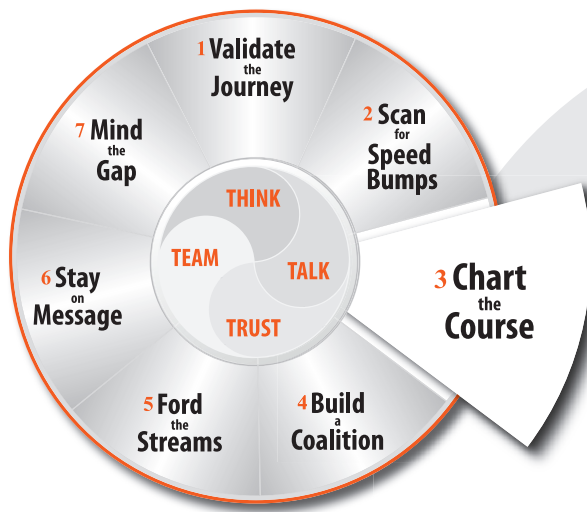 1 Validate
the
Journey
2 Scan
for
Speed
Bumps
3 Chart
the
Course
4 Build
a
Coalition
5 Ford
the
Streams
6 Stay
on
Message
7 Mind
the
Gap
THINK
TALK
TRUST
TEAM